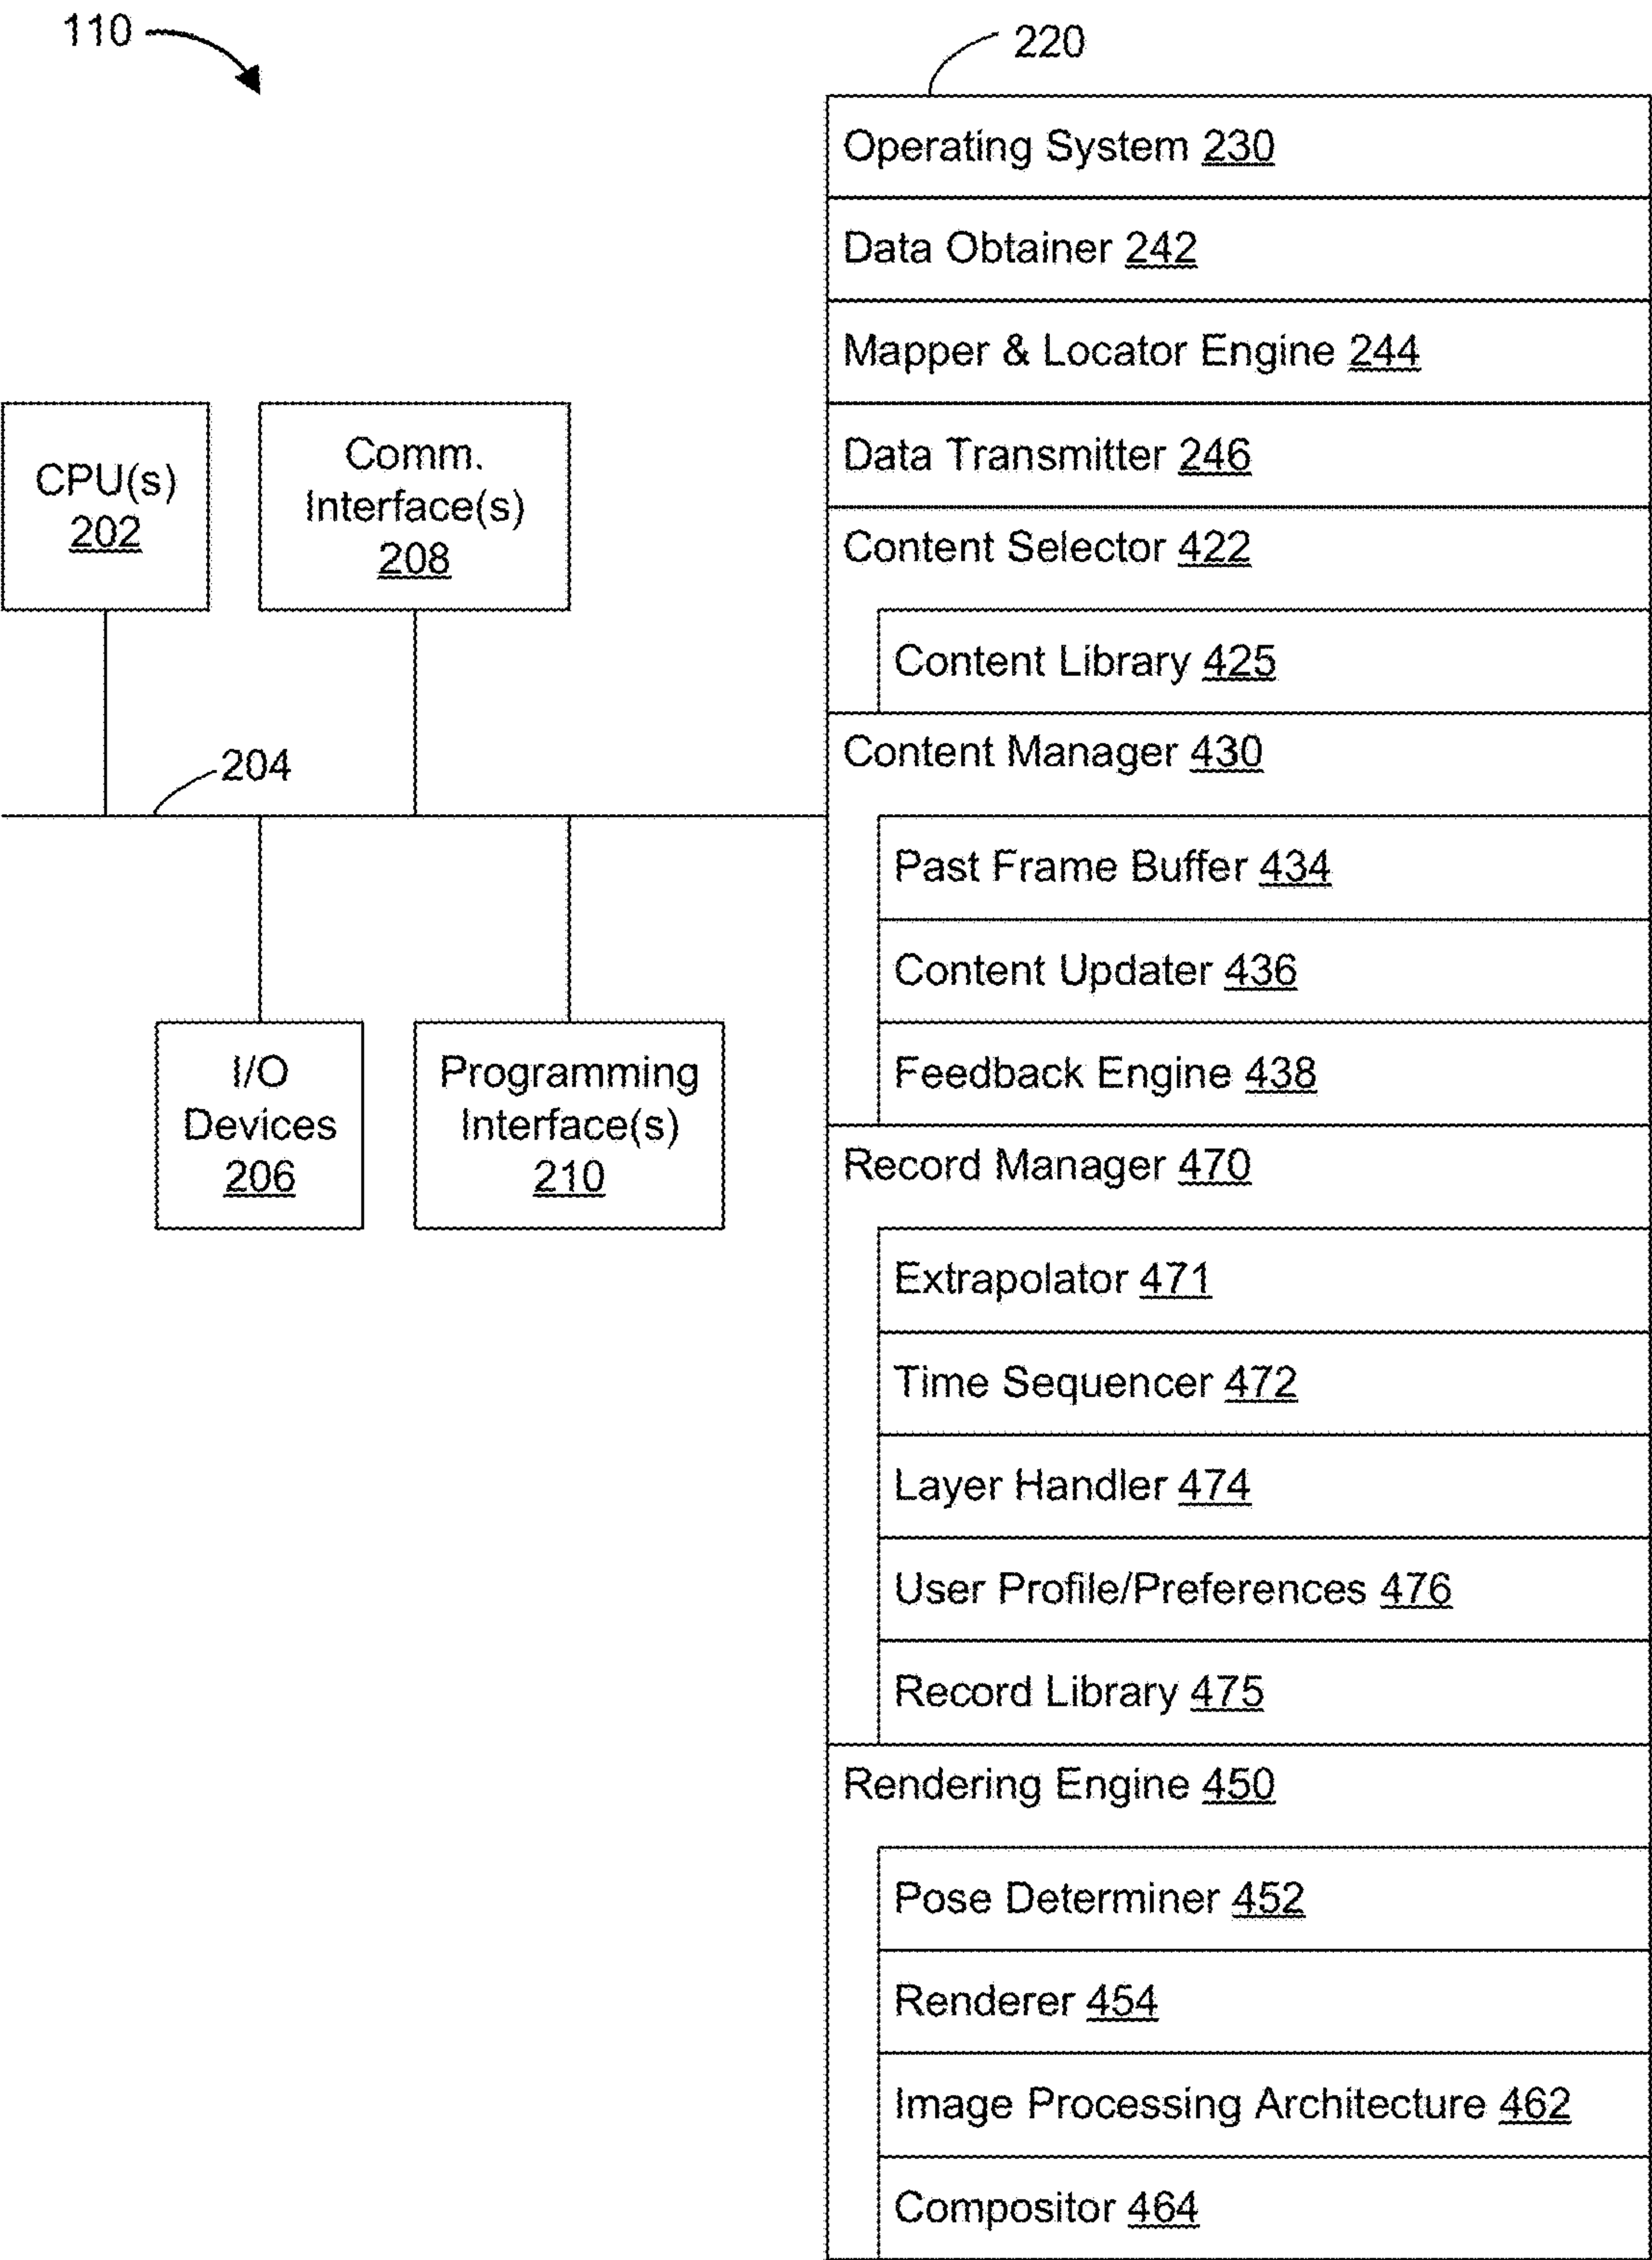 110
220
Operating System 230
Data Obtainer 242
Mapper & Locator Engine 244
Data Transmitter 246
Content Selector 422
Content Library 425
Content Manager 430
Past Frame Buffer 434
Content Updater 436
Feedback Engine 438
Record Manager 470
Extrapolator 471
Time Sequencer 472
Layer Handler 474
User Profile/Preferences 476
Record Library 475
Rendering Engine 450
Pose Determiner 452
Renderer 454
Image Processing Architecture 462
Compositor 464
CPU(s)
202
Comm.
Interface(s)
208
204
I/O
Devices
206
Programming
Interface(s)
210